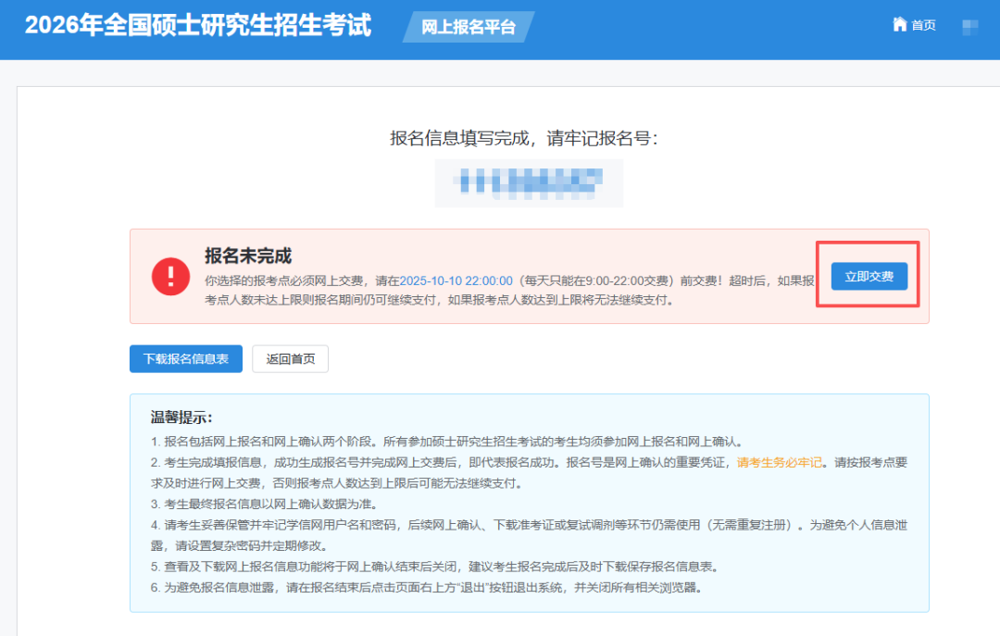 2026年全国硕士研究生招生考试
网上报名平台
首页
报名信息填写完成，请牢记报名号：
报名未完成
你选择的报考点必须网上交费，请在2025-10-10 22:00:00（每天只能在9:00-22:00交费）前交费！超时后，如果报
考点人数未达上限则报名期间仍可继续支付，如果报考点人数达到上限将无法继续支付。
立即交费
下载报名信息表
返回首页
温馨提示：
1. 报名包括网上报名和网上确认两个阶段。所有参加硕士研究生招生考试的考生均须参加网上报名和网上确认。
2. 考生完成填报信息，成功生成报名号并完成网上交费后，即代表报名成功。报名号是网上确认的重要凭证，请考生务必牢记。请按报考点要
求及时进行网上交费，否则报考点人数达到上限后可能无法继续支付。
3. 考生最终报名信息以网上确认数据为准。
4. 请考生妥善保管并牢记学信网用户名和密码，后续网上确认、下载准考证或复试调剂等环节仍需使用（无需重复注册）。为避免个人信息泄
露，请设置复杂密码并定期修改。
5. 查看及下载网上报名信息功能将于网上确认结束后关闭，建议考生报名完成后及时下载保存报名信息表。
6. 为避免报名信息泄露，请在报名结束后点击页面右上方“退出”按钮退出系统，并关闭所有相关浏览器。